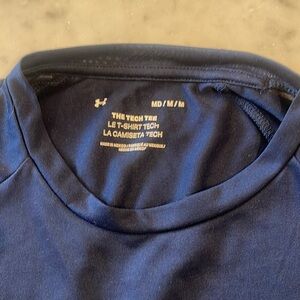 MD / M / M
THE TECH TEE
LE T-SHIRT TECH
LA CAMISETA TECH